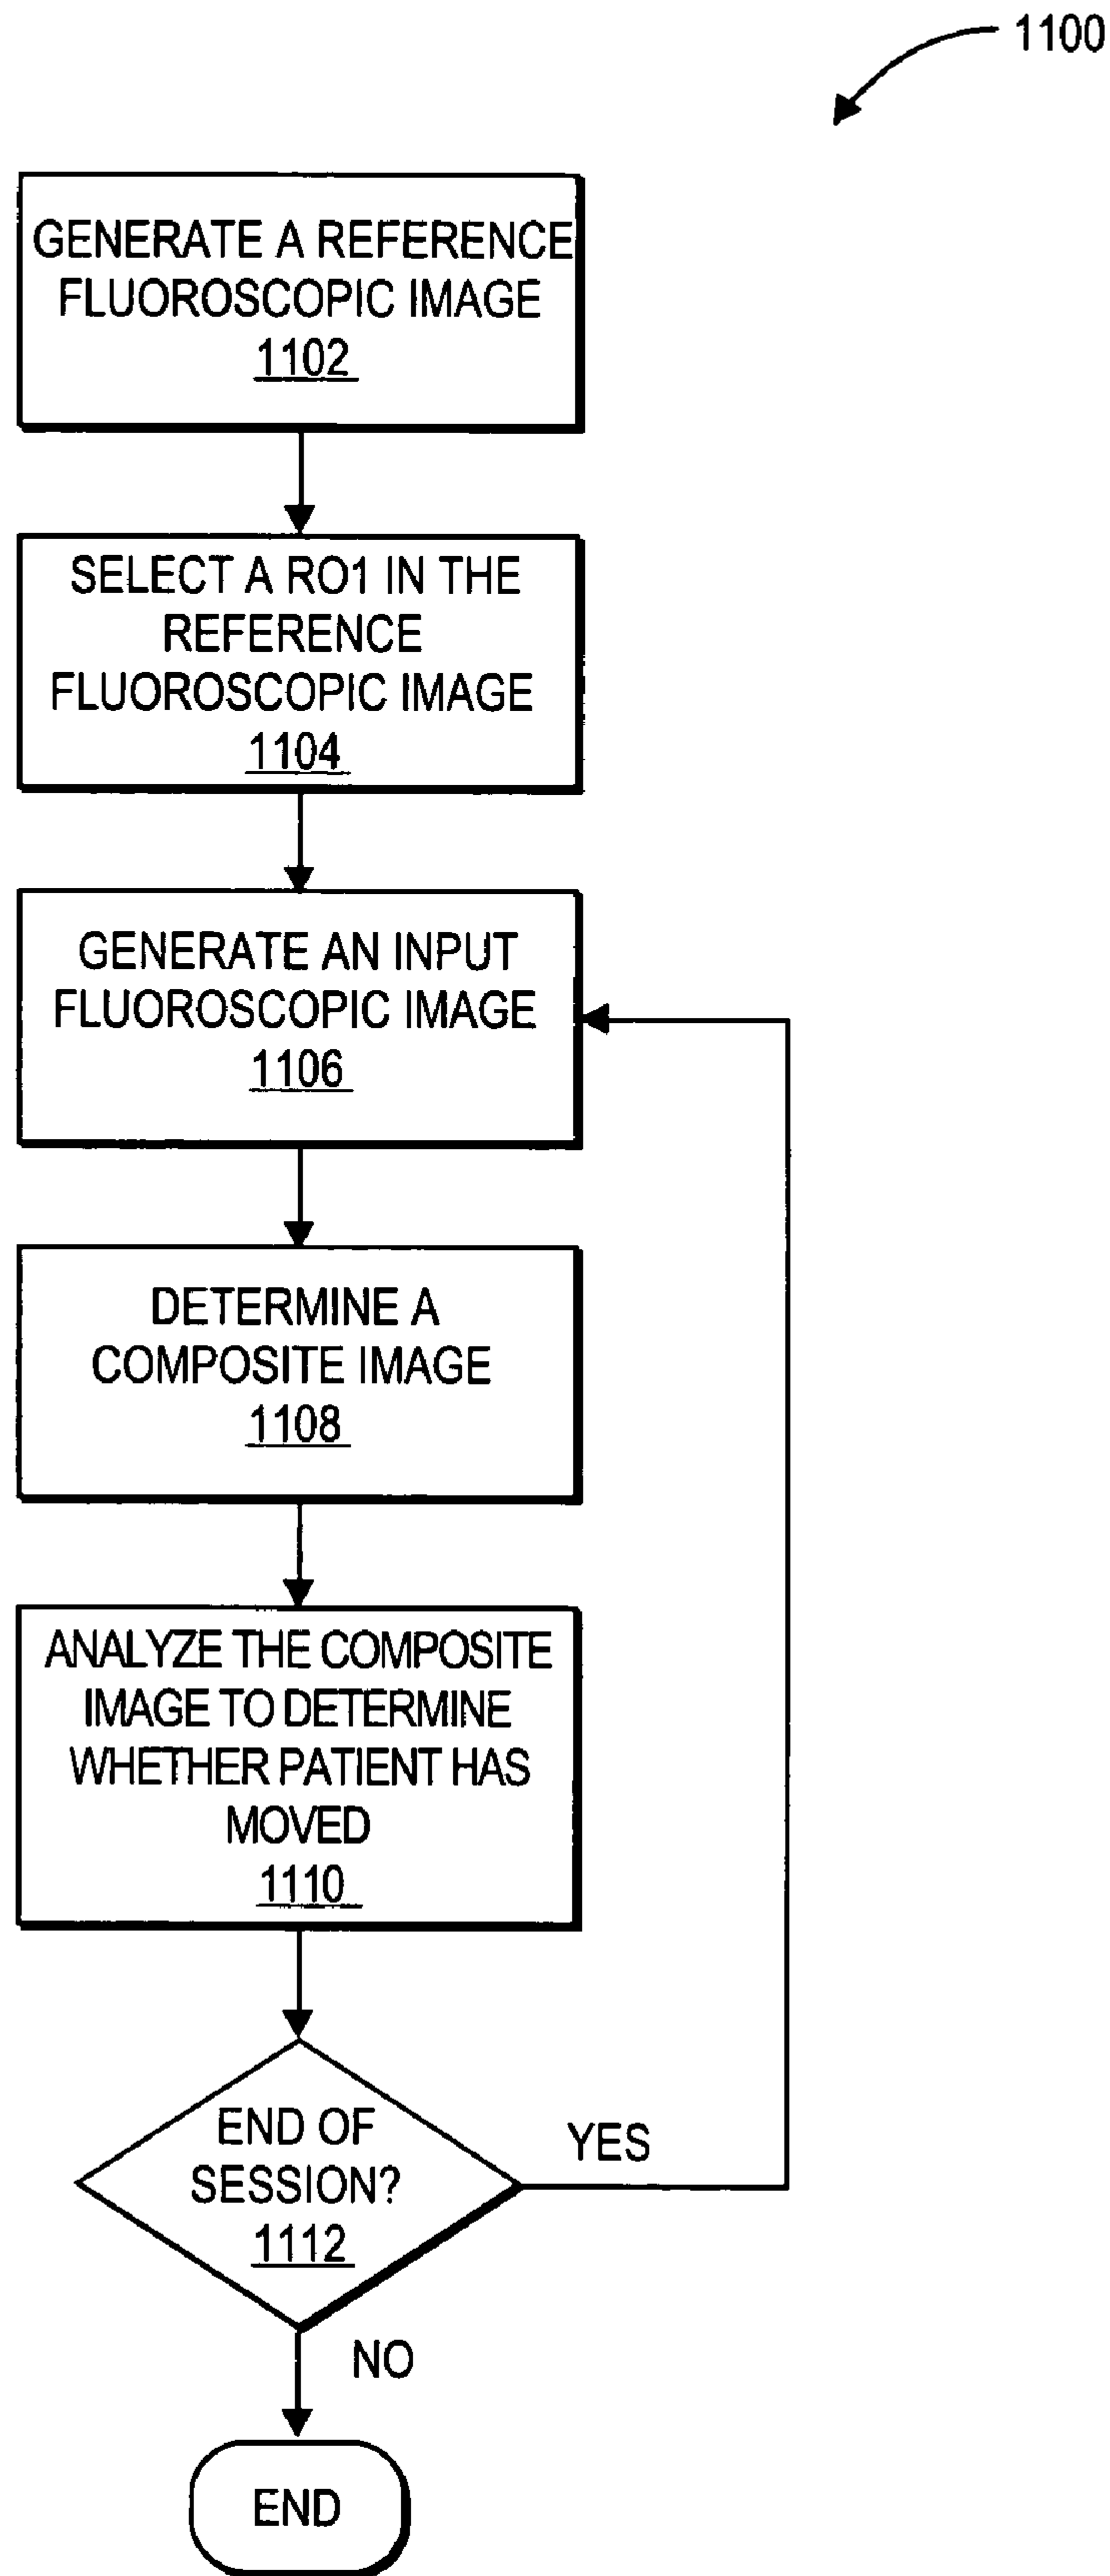 1100
GENERATE A REFERENCE
FLUOROSCOPIC IMAGE
1102
SELECT A RO1 IN THE
REFERENCE
FLUOROSCOPIC IMAGE
1104
GENERATE AN INPUT
FLUOROSCOPIC IMAGE
1106
DETERMINE A
COMPOSITE IMAGE
1108
ANALYZE THE COMPOSITE
IMAGE TO DETERMINE
WHETHER PATIENT HAS
MOVED
1110
END OF
SESSION?
1112
YES
NO
END